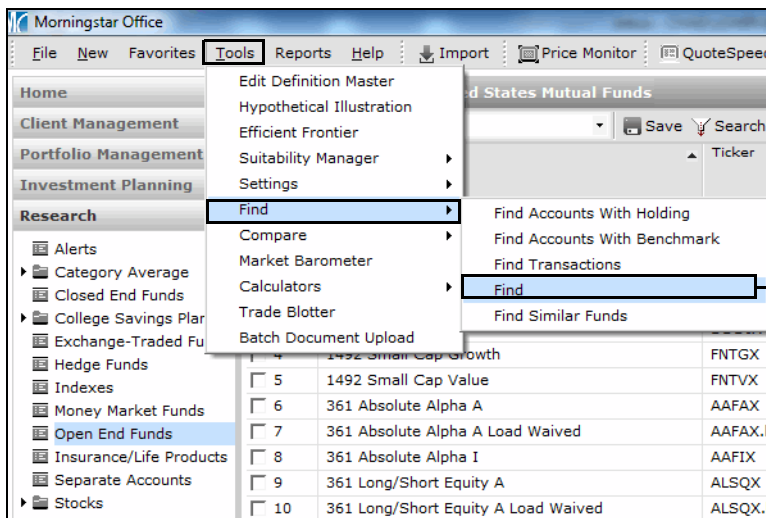 Morningstar Office
File New Favorites Tools Reports Help Import Price Monitor QuoteSpeed
Home
Client Management
Portfolio Management
Investment Planning
Research
Alerts
Category Average
Closed End Funds
College Savings Plan
Exchange-Traded Fu
Hedge Funds
Indexes
Money Market Funds
Open End Funds
Insurance/Life Products
Separate Accounts
Stocks
Edit Definition Master
Hypothetical Illustration
Efficient Frontier
Suitability Manager
Settings
Find
Compare
Market Barometer
Calculators
Trade Blotter
Batch Document Upload
Find Accounts With Holding
Find Accounts With Benchmark
Find Transactions
Find
Find Similar Funds
d States Mutual Funds
Save Search
Ticker
4 1492 Small Cap Growth FNTGX
5 1492 Small Cap Value FNTVX
6 361 Absolute Alpha A AAFAX
7 361 Absolute Alpha A Load Waived AAFAX.
8 361 Absolute Alpha I AAFIX
9 361 Long/Short Equity A ALSQX
10 361 Long/Short Equity A Load Waived ALSQX.